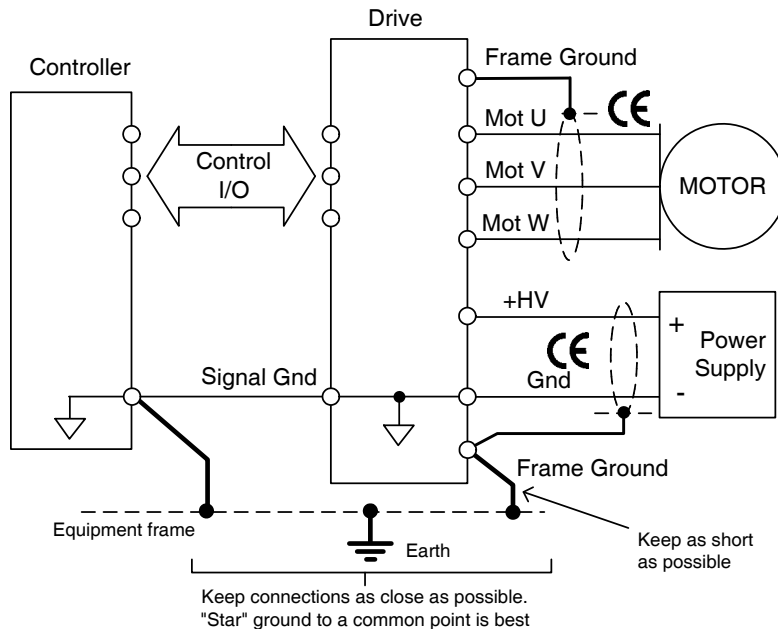 Drive
Controller
Frame Ground
CE
Mot U
Control
I/O
Mot V
MOTOR
Mot W
+HV
+
CE
Power
Supply
Signal Gnd
Gnd
-
Frame Ground
Equipment frame
Earth
Keep as short
as possible
Keep connections as close as possible.
"Star" ground to a common point is best